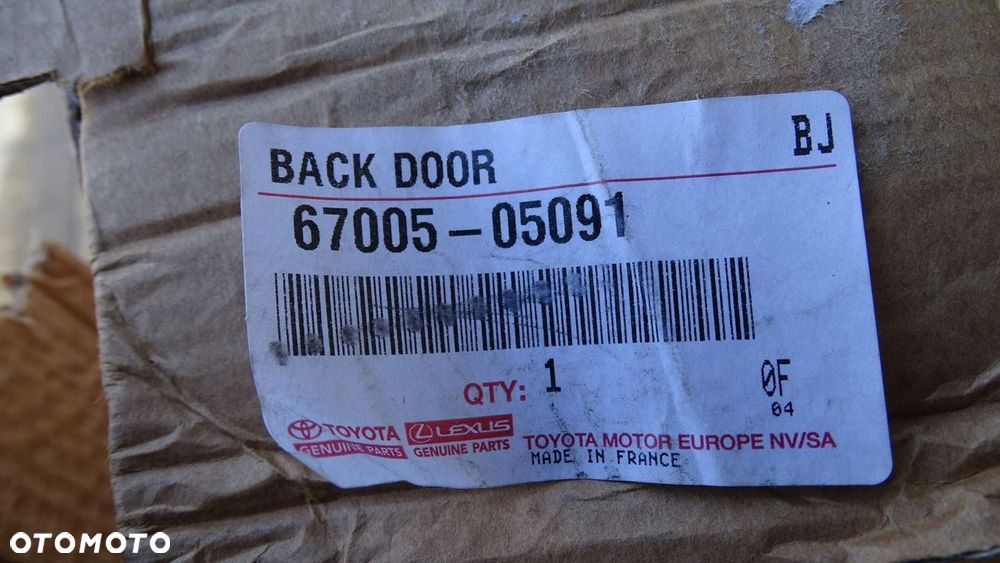 BACK DOOR
BJ
67005-05091
QTY: 1
0F
04
TOYOTA
GENUINE PARTS
LEXUS
GENUINE PARTS
TOYOTA MOTOR EUROPE NV/SA
MADE IN FRANCE
OTOMOTO